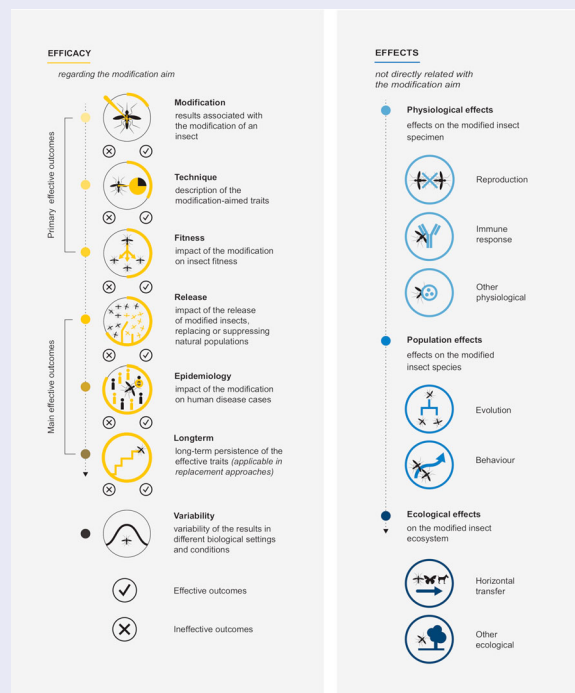 EFFICACY
regarding the modification aim
Primary effective outcomes
Main effective outcomes
Modification
results associated with
the modification of an
insect
Technique
description of the
modification-aimed traits
Fitness
impact of the modification
on insect fitness
Release
impact of the release
of modified insects,
replacing or suppressing
natural populations
Epidemiology
impact of the modification
on human disease cases
Longterm
long-term persistence of the
effective traits (applicable in
replacement approaches)
Variability
variability of the results in
different biological settings
and conditions
Effective outcomes
Ineffective outcomes
EFFECTS
not directly related with
the modification aim
Physiological effects
effects on the modified insect
specimen
Reproduction
Immune
response
Other
physiological
Population effects
effects on the modified
insect species
Evolution
Behaviour
Ecological effects
on the modified insect
ecosystem
Horizontal
transfer
Other
ecological